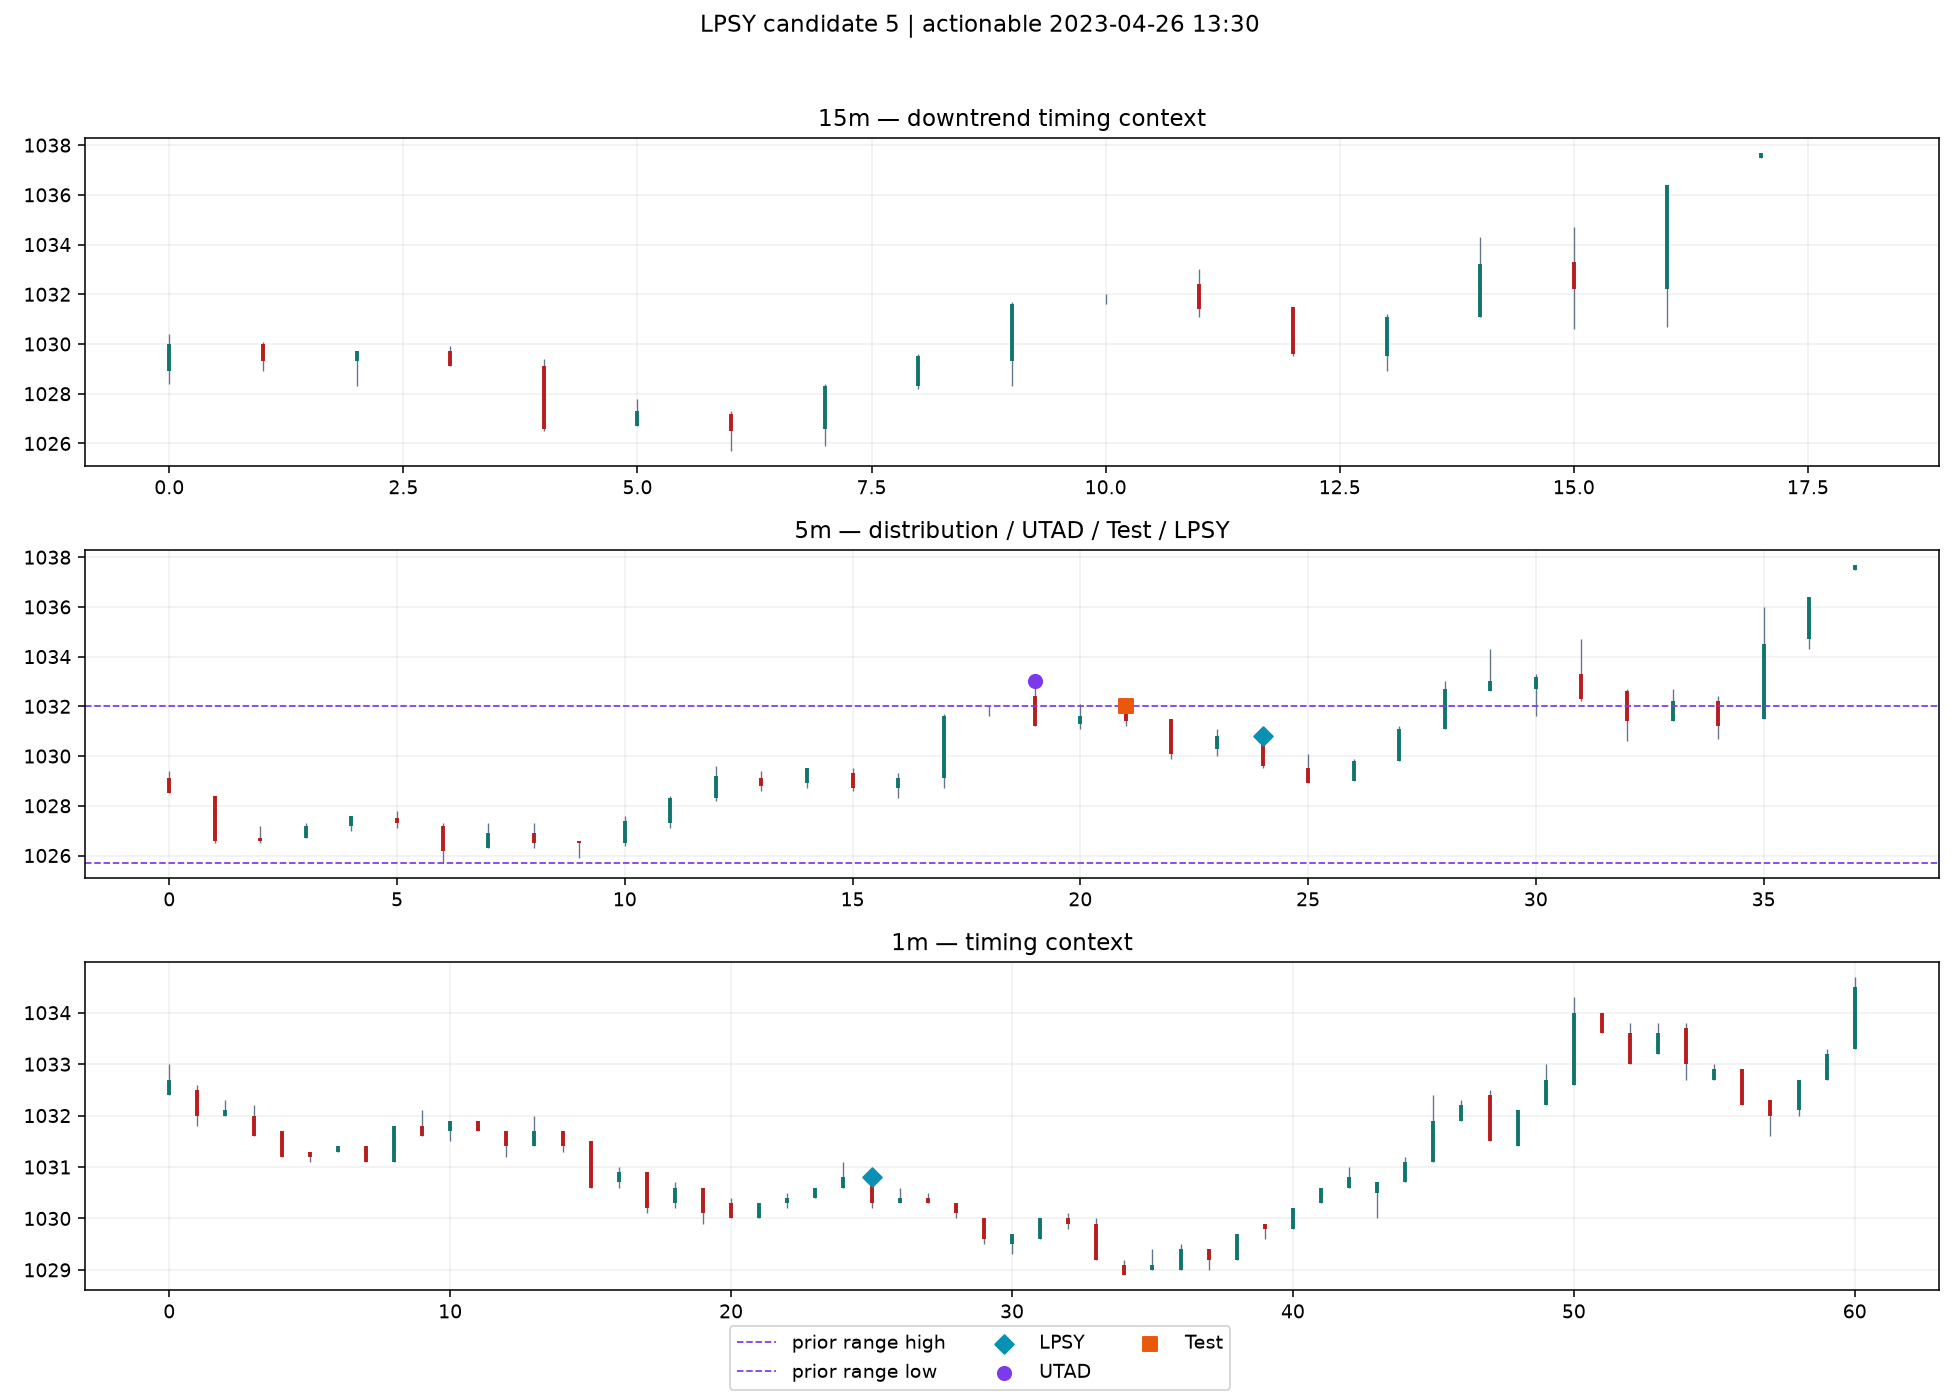 LPSY candidate 5 | actionable 2023-04-26 13:30
15m — downtrend timing context
1038
1036
1034
1032
1030
1028
1026
0.0 2.5 5.0 7.5 10.0 12.5 15.0 17.5
5m — distribution / UTAD / Test / LPSY
1038
1036
1034
1032
1030
1028
1026
0 5 10 15 20 25 30 35
1m — timing context
1034
1033
1032
1031
1030
1029
0 10 20 30 40 50 60
prior range high LPSY Test
prior range low UTAD